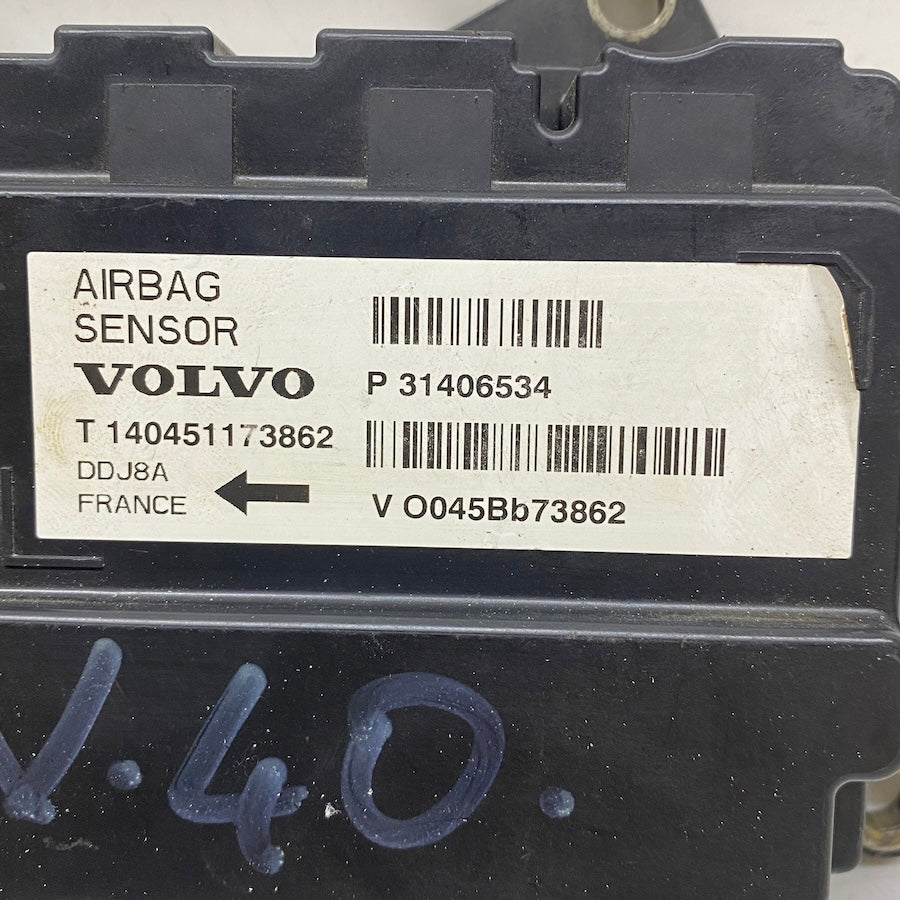 AIRBAG
SENSOR
VOLVO P 31406534
T 140451173862
DDJ8A
FRANCE V O045Bb73862
V.40.